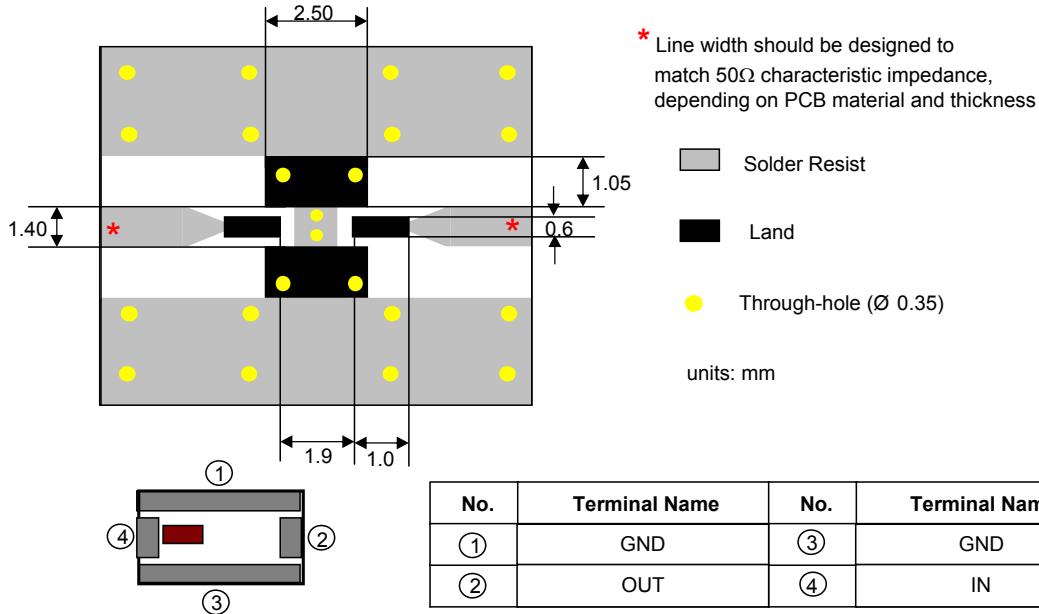 2.50
* Line width should be designed to
match 50Ω characteristic impedance,
depending on PCB material and thickness
Solder Resist
1.05
1.40
*
*
0.6
Land
Through-hole (Ø 0.35)
units: mm
1.9
1.0
①
④
②
③
No. Terminal Name No. Terminal Nam
① GND ③ GND
② OUT ④ IN